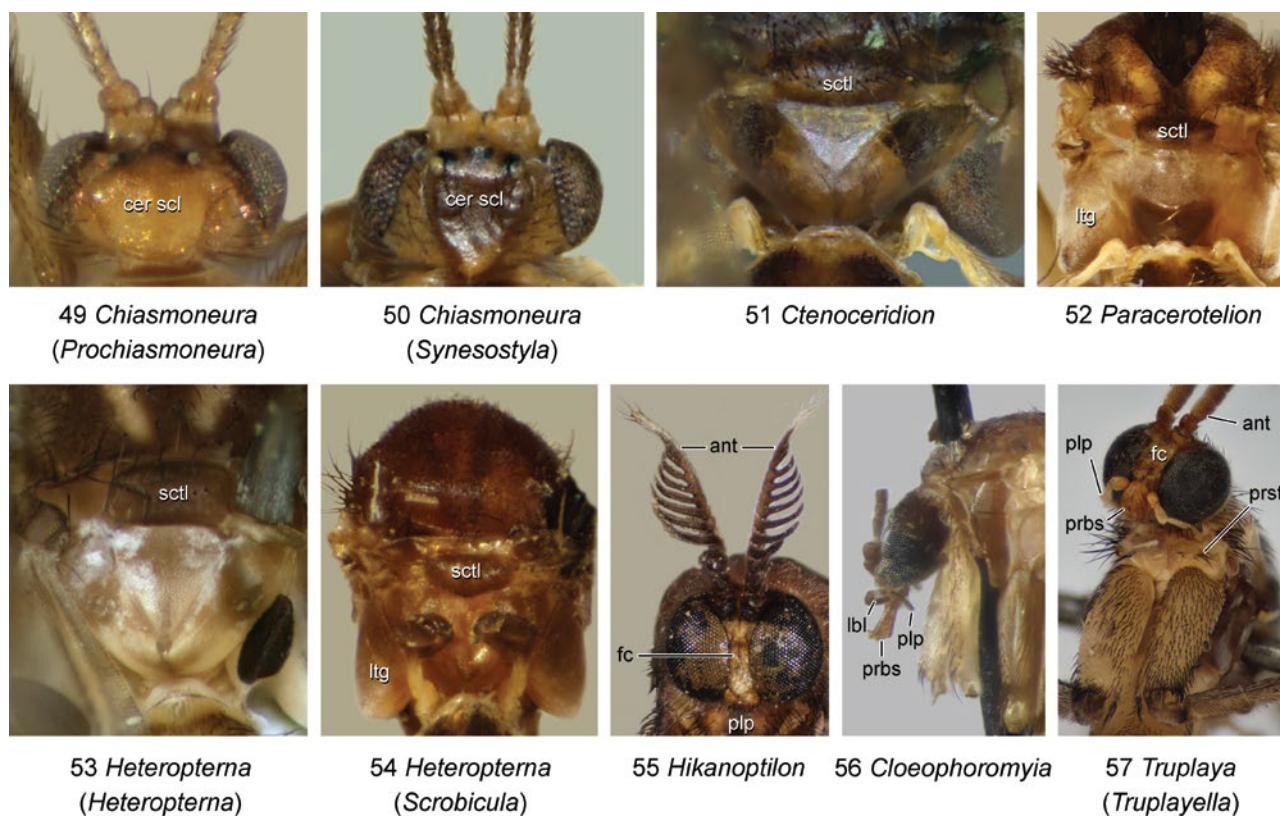 cer scl
cer scl
sctl
sctl
ltg
49 Chiasmoneura
(Prochiasmoneura)
50 Chiasmoneura
(Synesostyla)
51 Ctenoceridion
52 Paracerotelion
sctl
sctl
ltg
ant
fc
plp
lbl
plp
prbs
ant
fc
plp
prst
prbs
53 Heteropterna
(Heteropterna)
54 Heteropterna
(Scrobicula)
55 Hikanoptilon
56 Cloeophoromyia
57 Truplaya
(Truplayella)